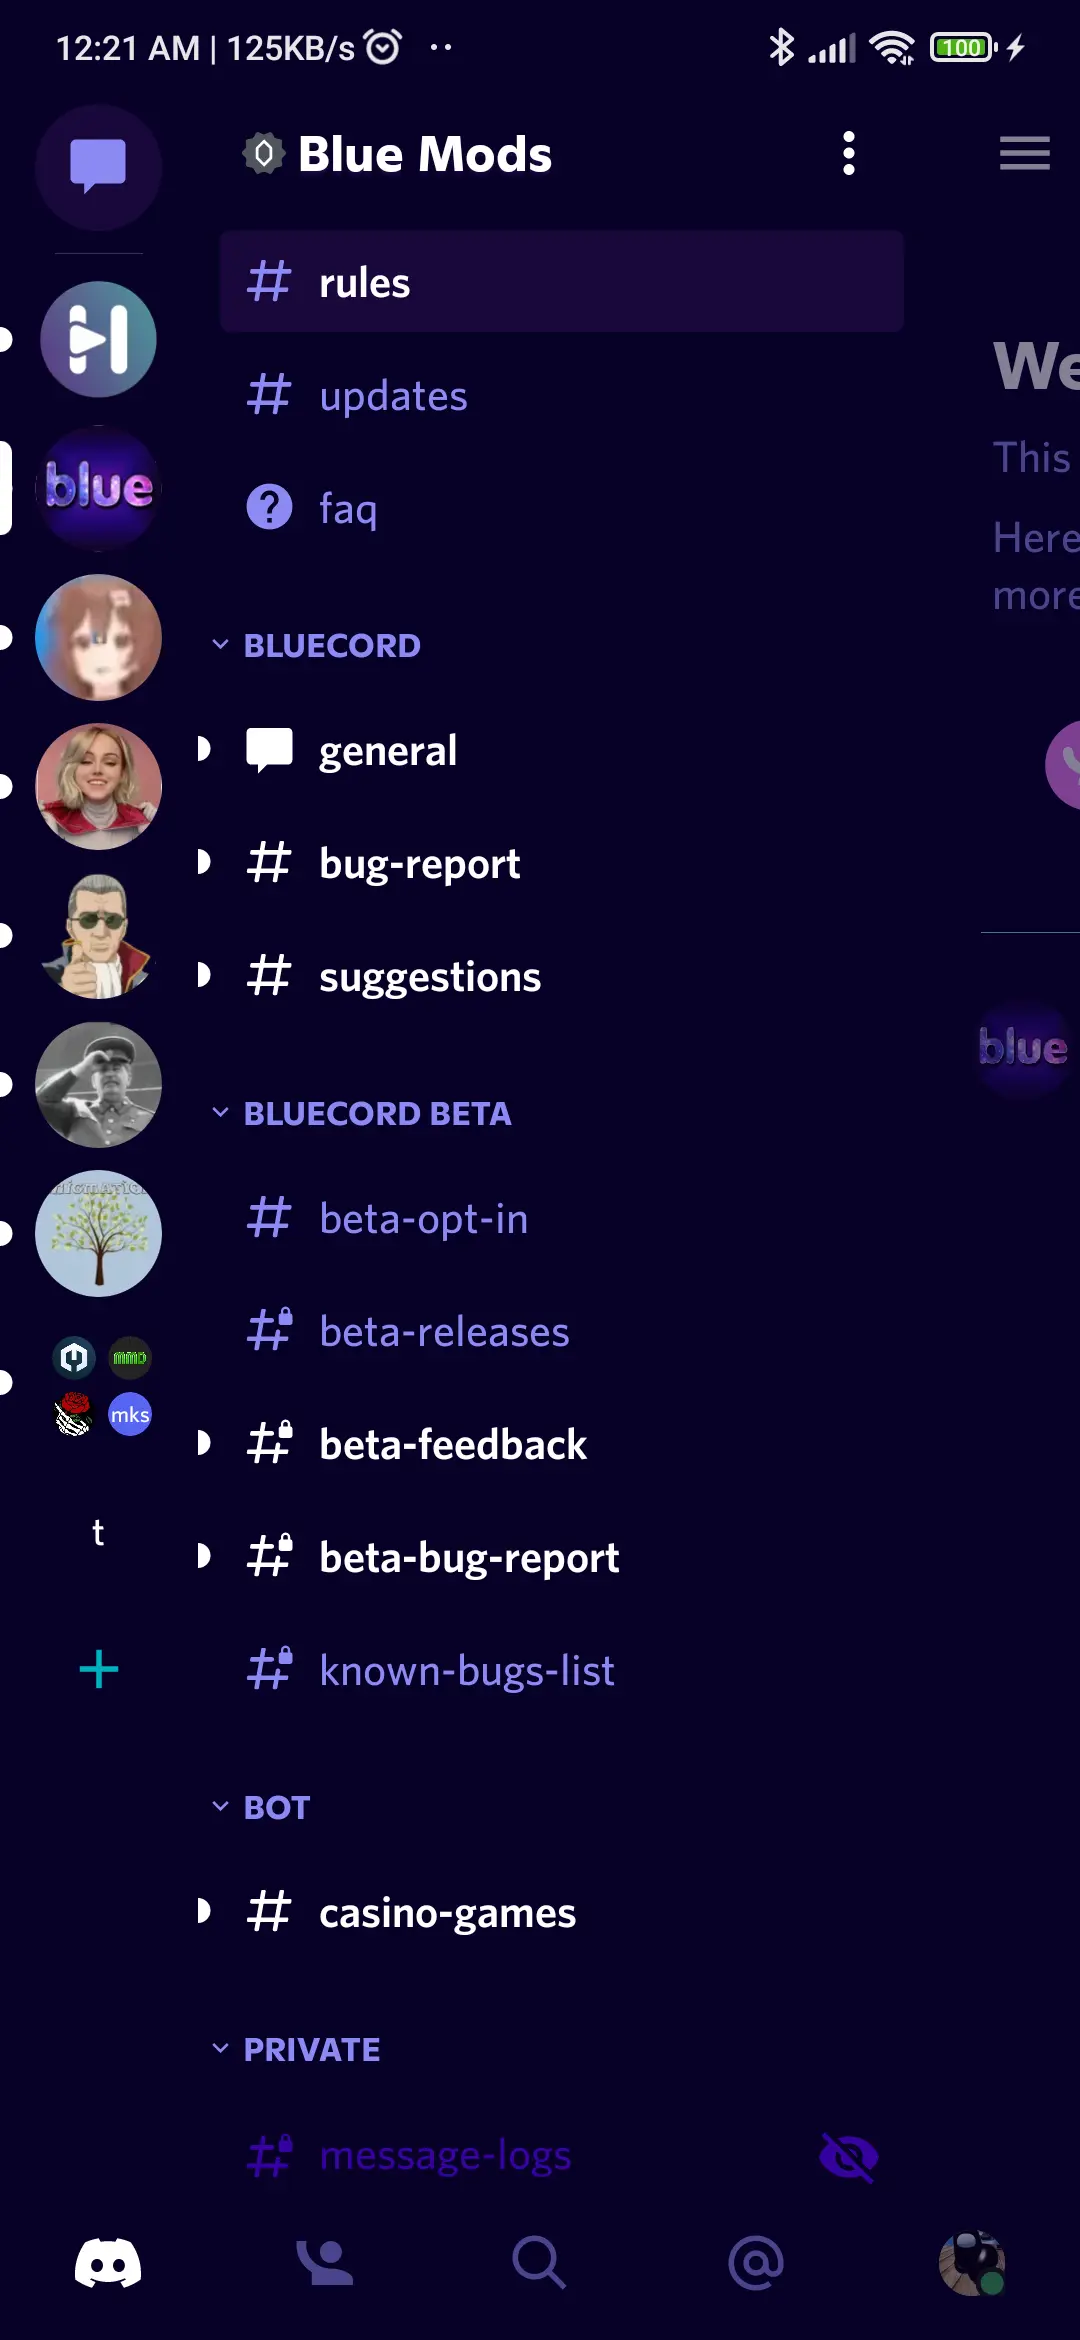 12:21 AM | 125KB/s
100
Blue Mods
rules
updates
faq
We
This
Here
more
blue
BLUECORD
general
bug-report
suggestions
BLUECORD BETA
blue
beta-opt-in
beta-releases
beta-feedback
mks
beta-bug-report
t
known-bugs-list
BOT
casino-games
PRIVATE
message-logs